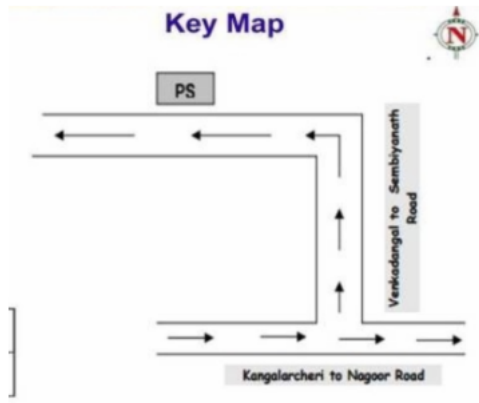 Key Map
N
PS
Venkadangal to Sembiyanath
Road
Kangalarcheri to Nagoor Road